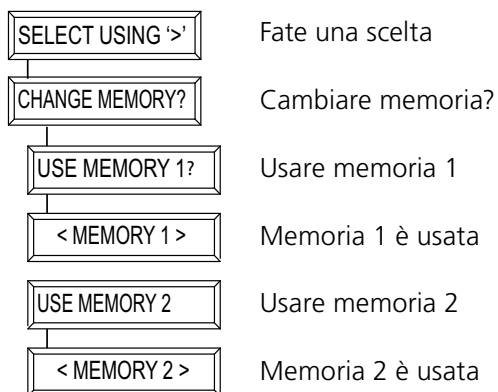 SELECT USING ‘>’ Fate una scelta
CHANGE MEMORY? Cambiare memoria?
USE MEMORY 1? Usare memoria 1
< MEMORY 1 > Memoria 1 è usata
USE MEMORY 2 Usare memoria 2
< MEMORY 2 > Memoria 2 è usata